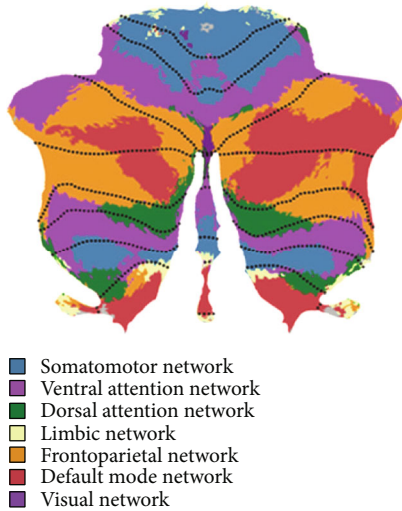 Somatomotor network
Ventral attention network
Dorsal attention network
Limbic network
Frontoparietal network
Default mode network
Visual network